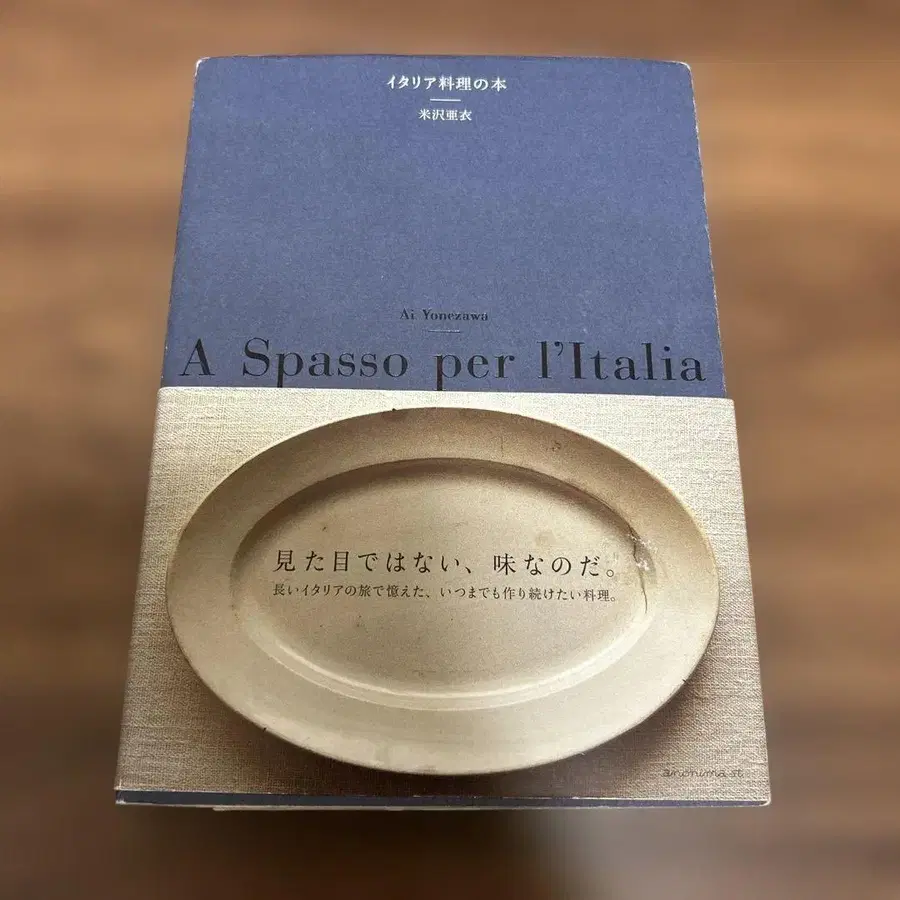 イタリア料理の本
米沢亜衣
Ai Yonezawa
A Spasso per l'Italia
見た目ではない、味なのだ。
長いイタリアの旅で憶えた、いつまでも作り続けたい料理。
anonima st.